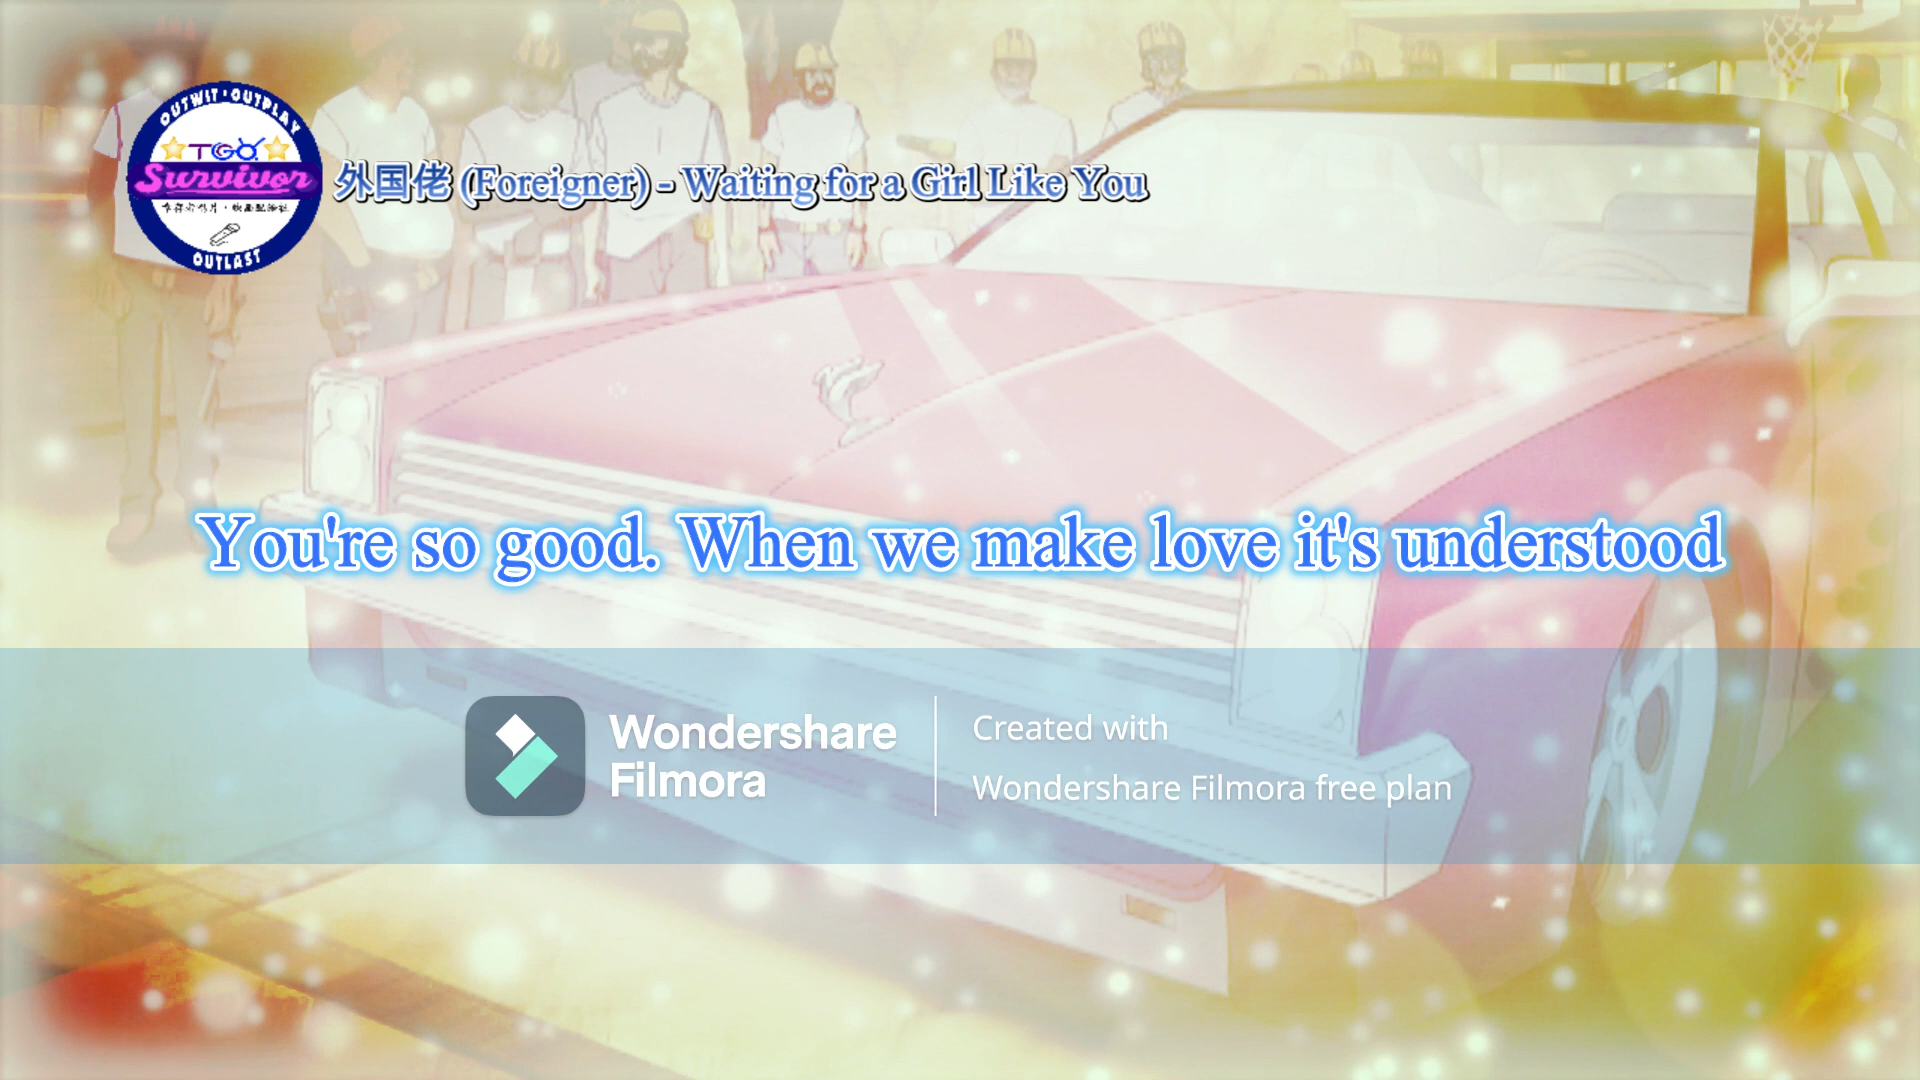 OUTWIT · OUTPLAY
TGO
Survivor
OUTLAST
外国佬 (Foreigner) - Waiting for a Girl Like You
You're so good. When we make love it's understood
Wondershare
Filmora
Created with
Wondershare Filmora free plan